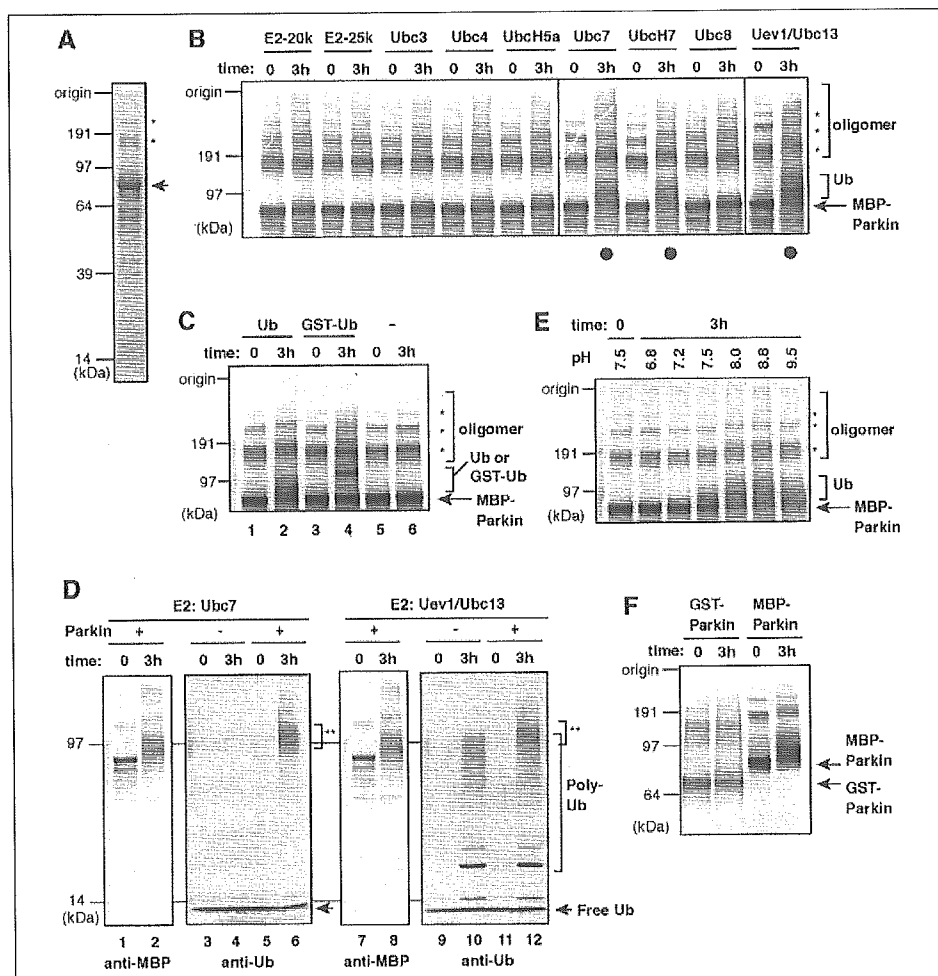 A
origin
191
97
64
39
14
(kDa)
*
*
B
E2-20k E2-25k Ubc3 Ubc4 UbcH5a Ubc7 UbcH7 Ubc8 Uev1/Ubc13
time: 0 3h 0 3h 0 3h 0 3h 0 3h 0 3h 0 3h 0 3h 0 3h
origin
191
97
(kDa)
*
*
*
oligomer
Ub
MBP-
Parkin
C
Ub GST-Ub -
time: 0 3h 0 3h 0 3h
origin
191
97
(kDa)
*
*
*
oligomer
Ub or
GST-Ub
MBP-
Parkin
1 2 3 4 5 6
E
time: 0 3h
pH 7.5 6.8 7.2 7.5 8.0 8.8 9.5
origin
191
97
(kDa)
*
*
*
oligomer
Ub
MBP-
Parkin
D
E2: Ubc7 E2: Uev1/Ubc13
Parkin + - + + - +
time: 0 3h 0 3h 0 3h 0 3h 0 3h 0 3h
97
14
(kDa)
**
**
Poly-
Ub
Free Ub
1 2 3 4 5 6 7 8 9 10 11 12
anti-MBP anti-Ub anti-MBP anti-Ub
F
GST-
Parkin
MBP-
Parkin
time: 0 3h 0 3h
origin
191
97
64
(kDa)
MBP-
Parkin
GST-
Parkin